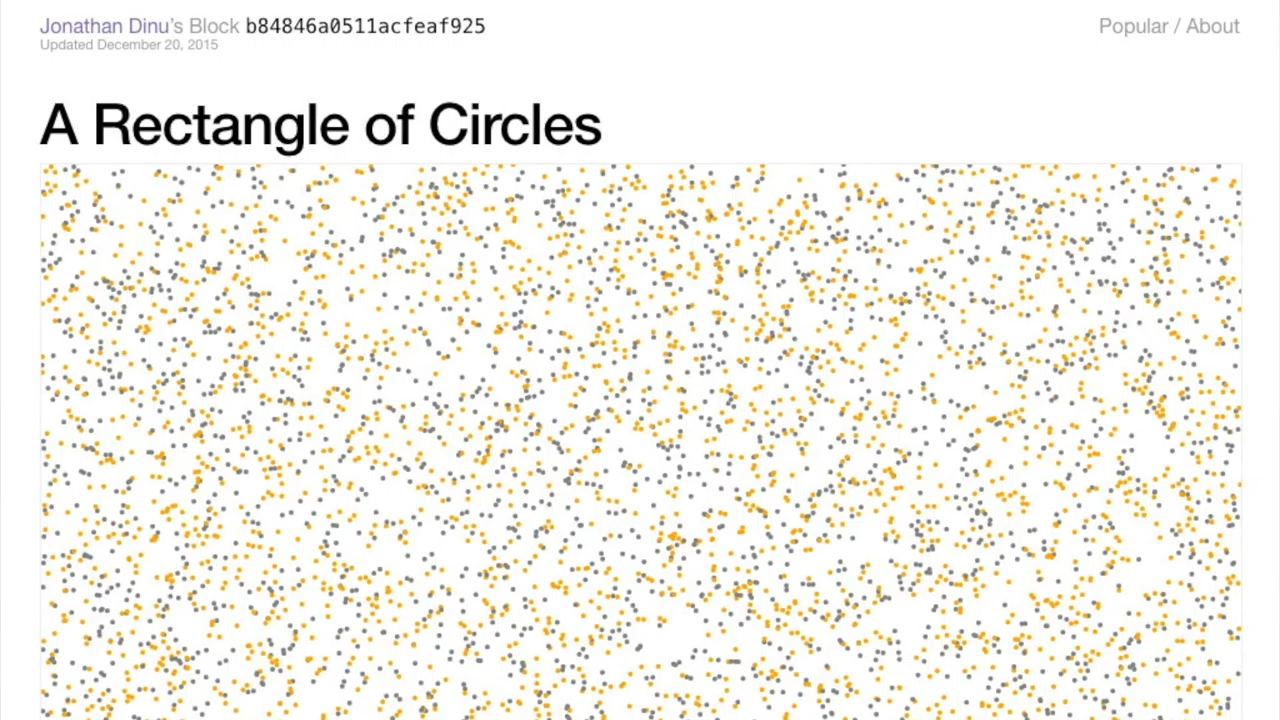 Jonathan Dinu's Block b84846a0511acfeaf925
Popular / About
Updated December 20, 2015
A Rectangle of Circles